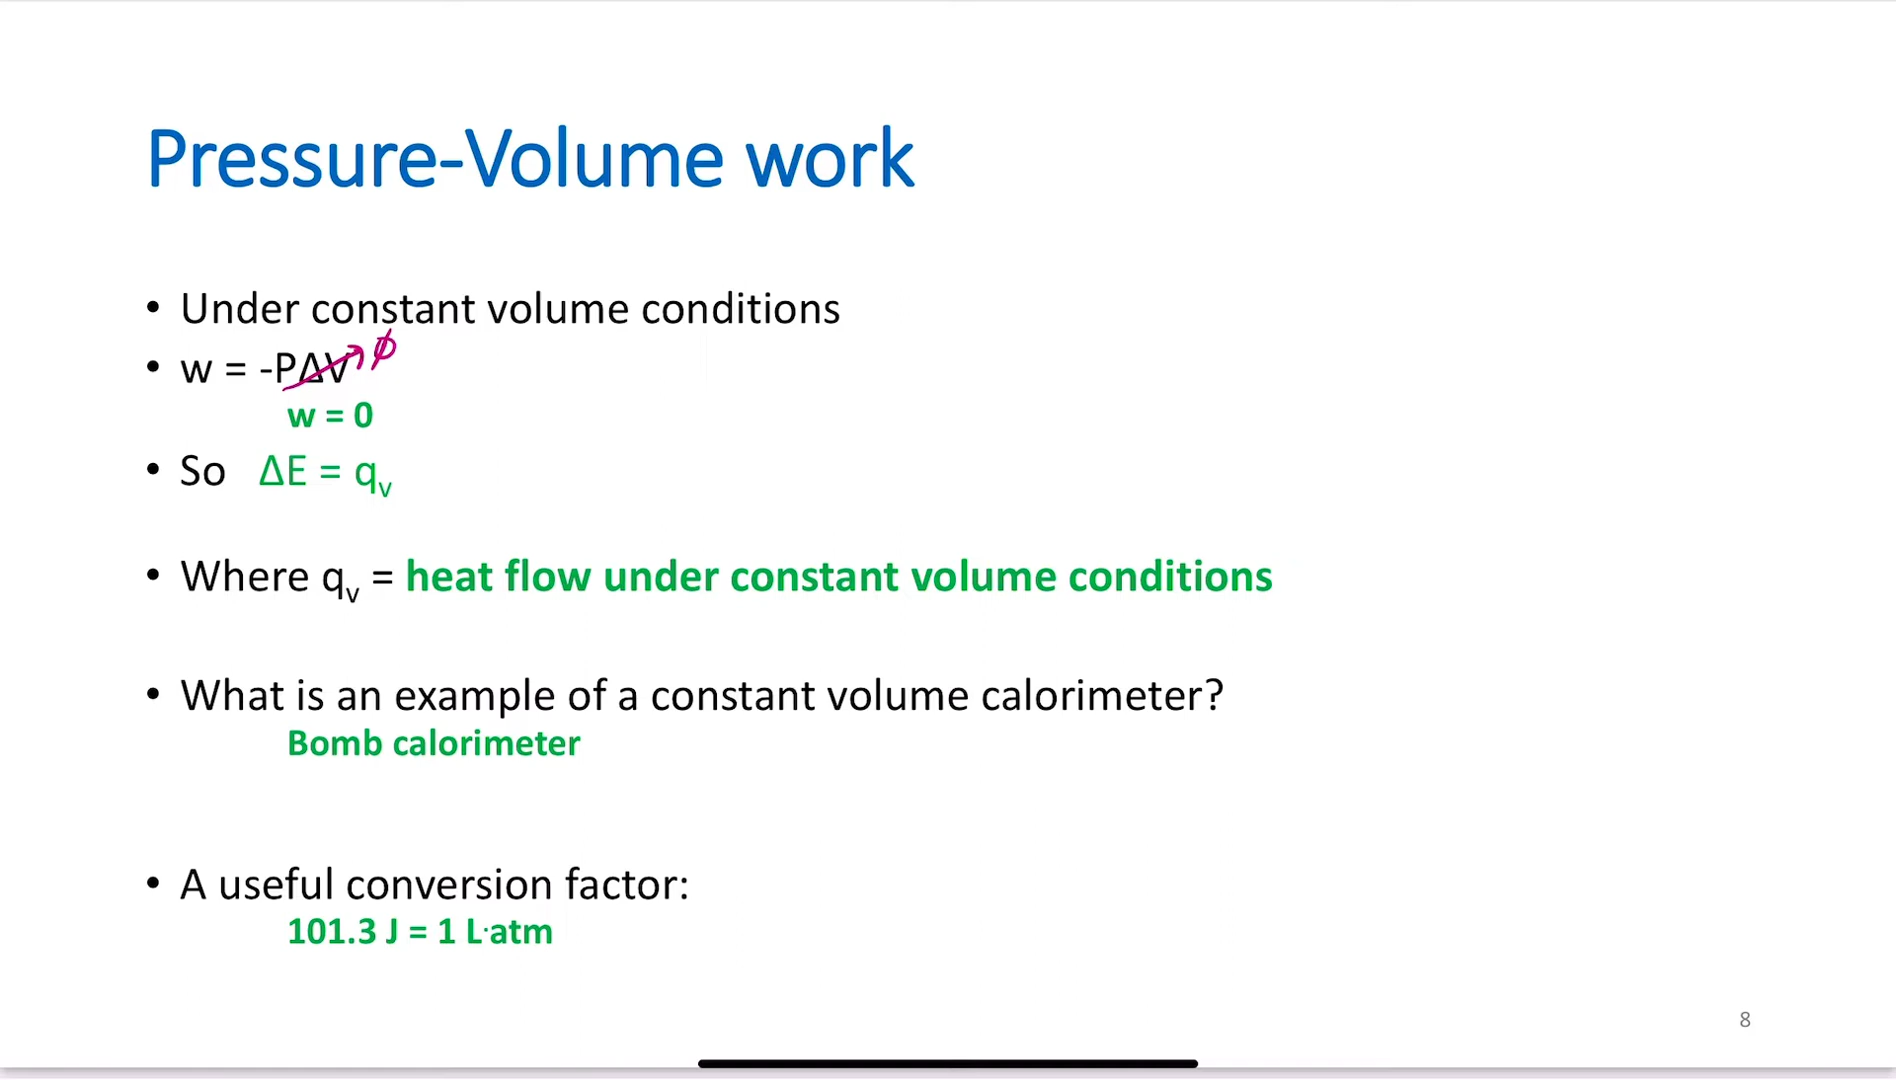 Pressure-Volume work
• Under constant volume conditions
• w = -PΔV ϕ
w = 0
• So ΔE = qᵥ
• Where qᵥ = heat flow under constant volume conditions
• What is an example of a constant volume calorimeter?
Bomb calorimeter
• A useful conversion factor:
101.3 J = 1 L·atm
8